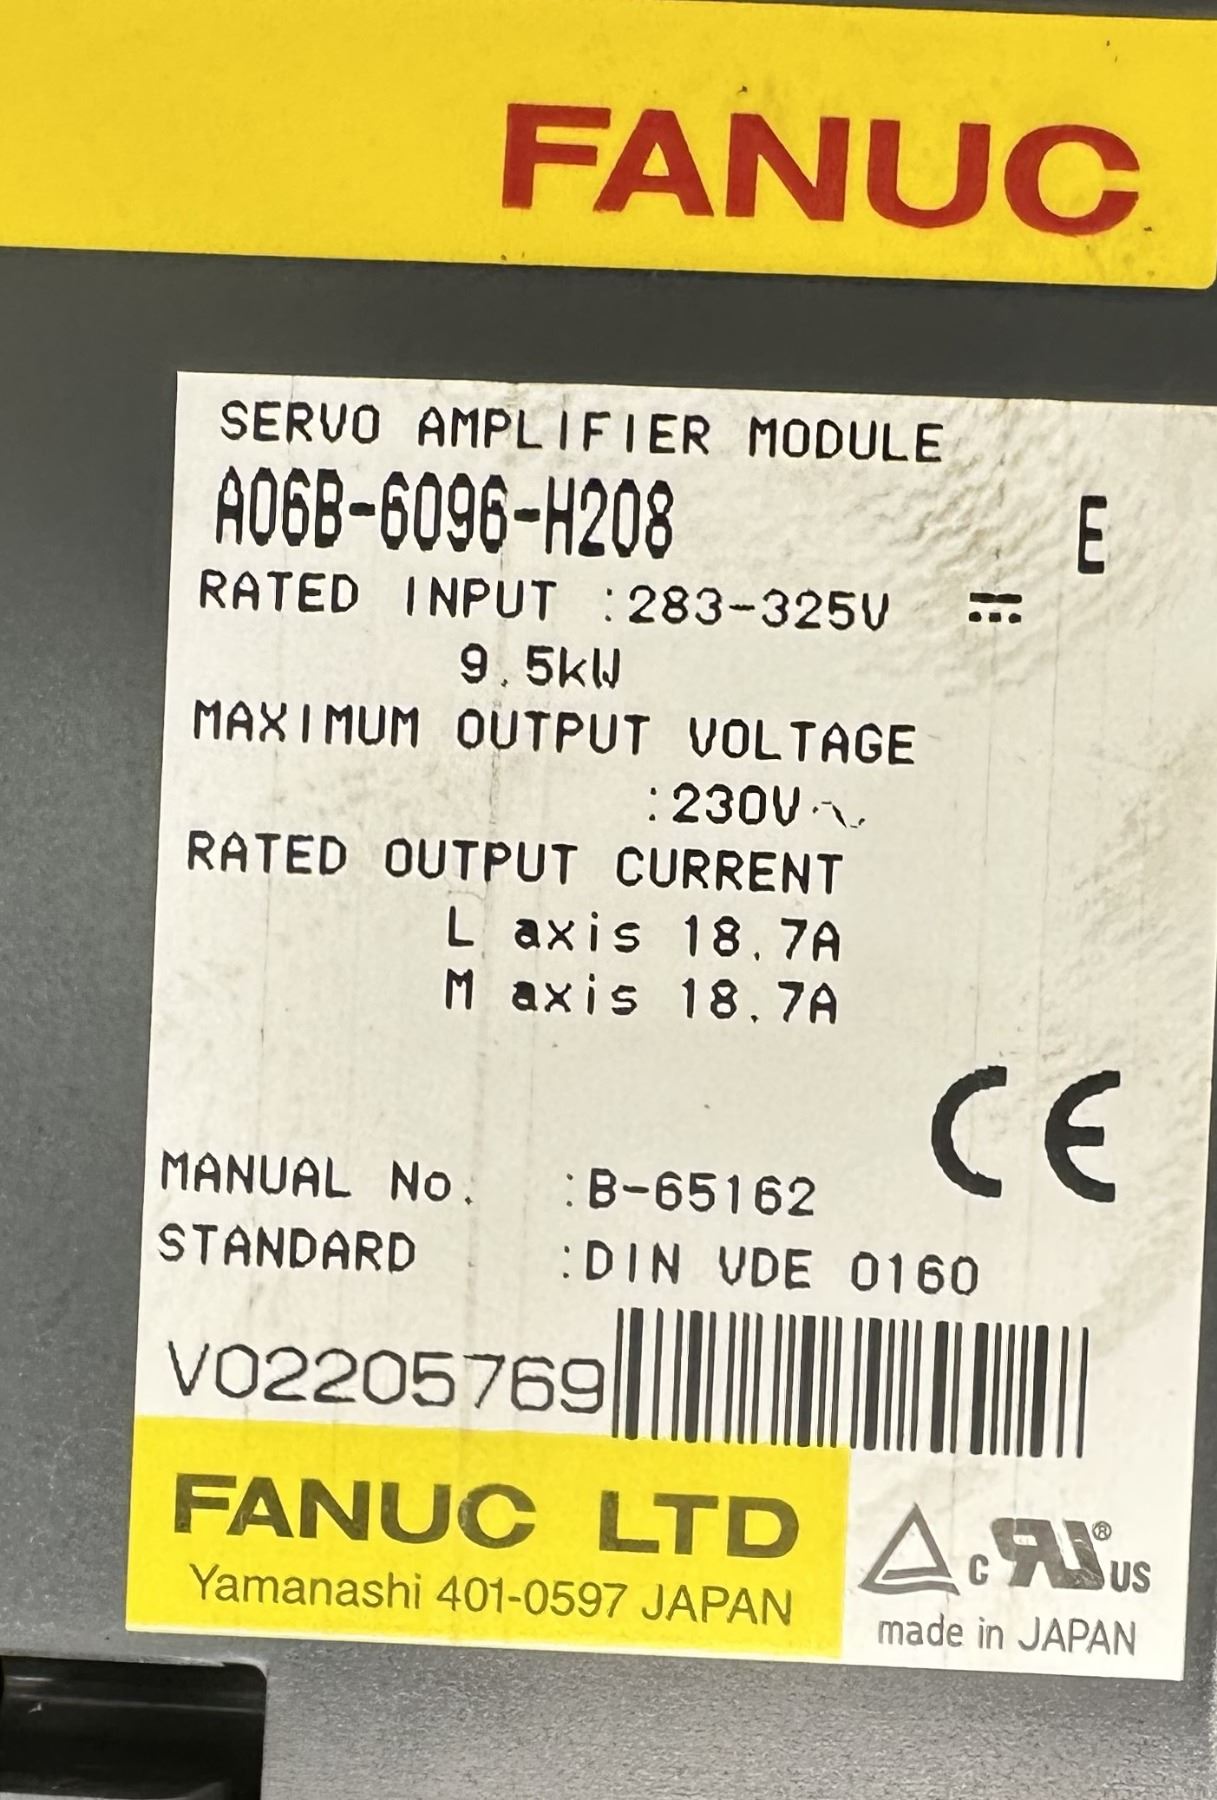 FANUC
SERVO AMPLIFIER MODULE
A06B-6096-H208 E
RATED INPUT :283-325V ⎓
9.5kW
MAXIMUM OUTPUT VOLTAGE
:230V~
RATED OUTPUT CURRENT
L axis 18.7A
M axis 18.7A
CE
MANUAL No. :B-65162
STANDARD :DIN VDE 0160
V02205769
FANUC LTD
Yamanashi 401-0597 JAPAN
c RU® US
made in JAPAN